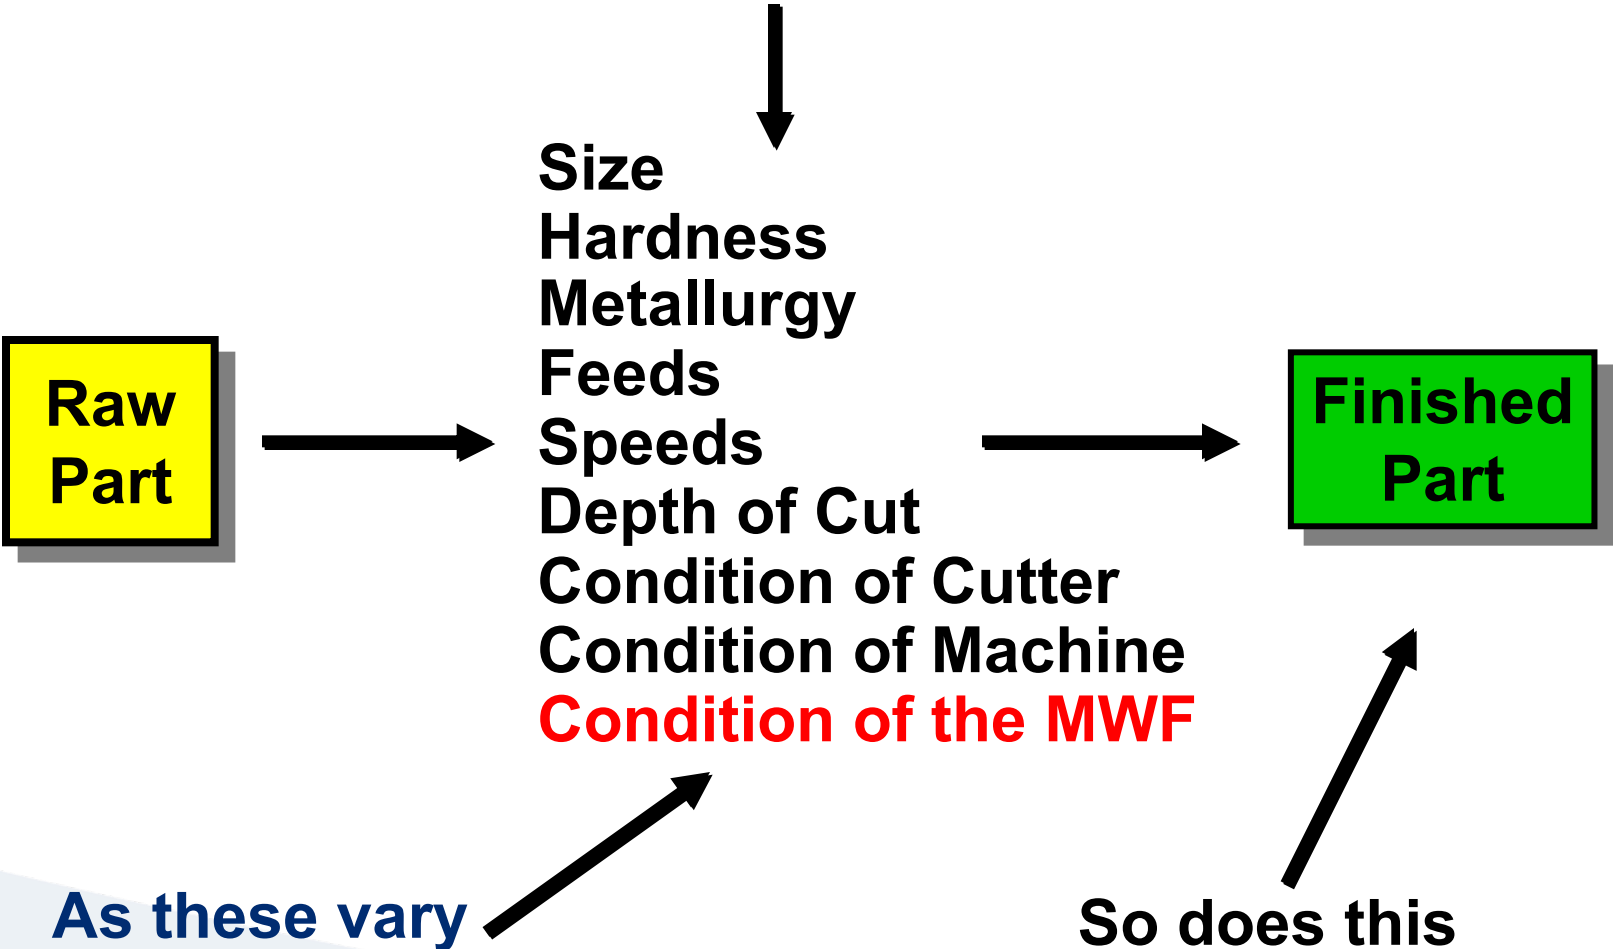 Size
Hardness
Metallurgy
Feeds
Speeds
Depth of Cut
Condition of Cutter
Condition of Machine
Condition of the MWF
Raw
Part
Finished
Part
As these vary
So does this